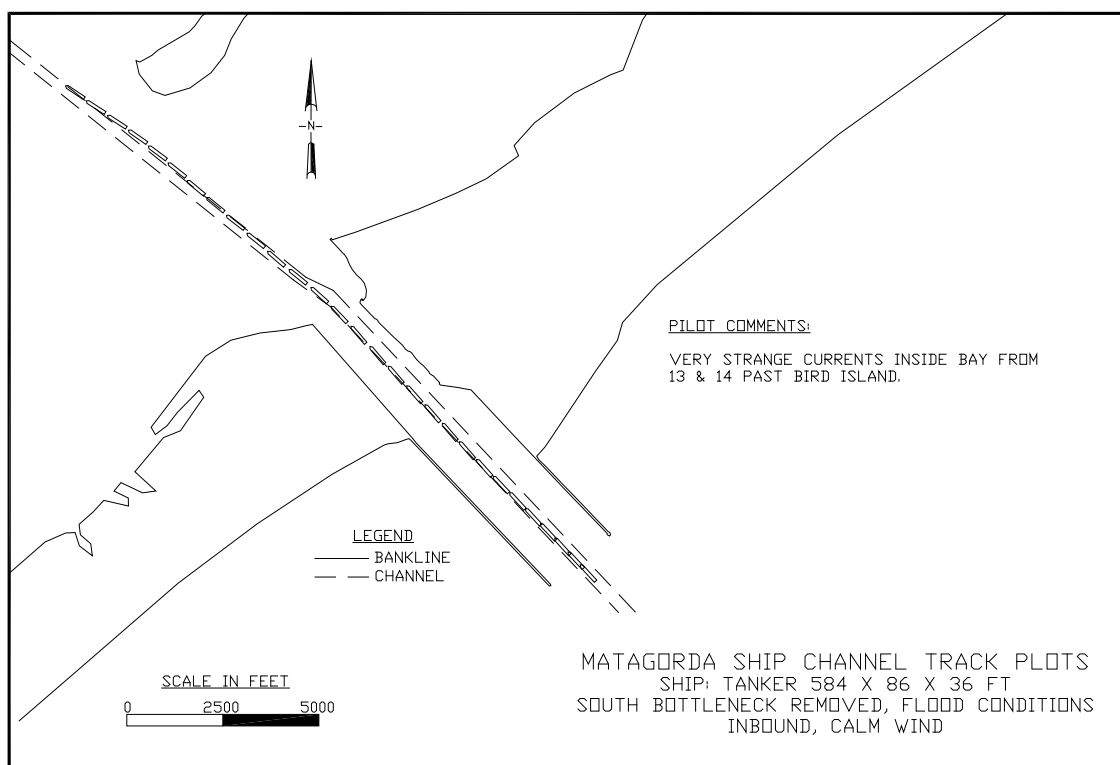 -N-
PILOT COMMENTS:
VERY STRANGE CURRENTS INSIDE BAY FROM
13 & 14 PAST BIRD ISLAND.
LEGEND
BANKLINE
CHANNEL
SCALE IN FEET
0 2500 5000
MATAGORDA SHIP CHANNEL TRACK PLOTS
SHIP: TANKER 584 X 86 X 36 FT
SOUTH BOTTLENECK REMOVED, FLOOD CONDITIONS
INBOUND, CALM WIND